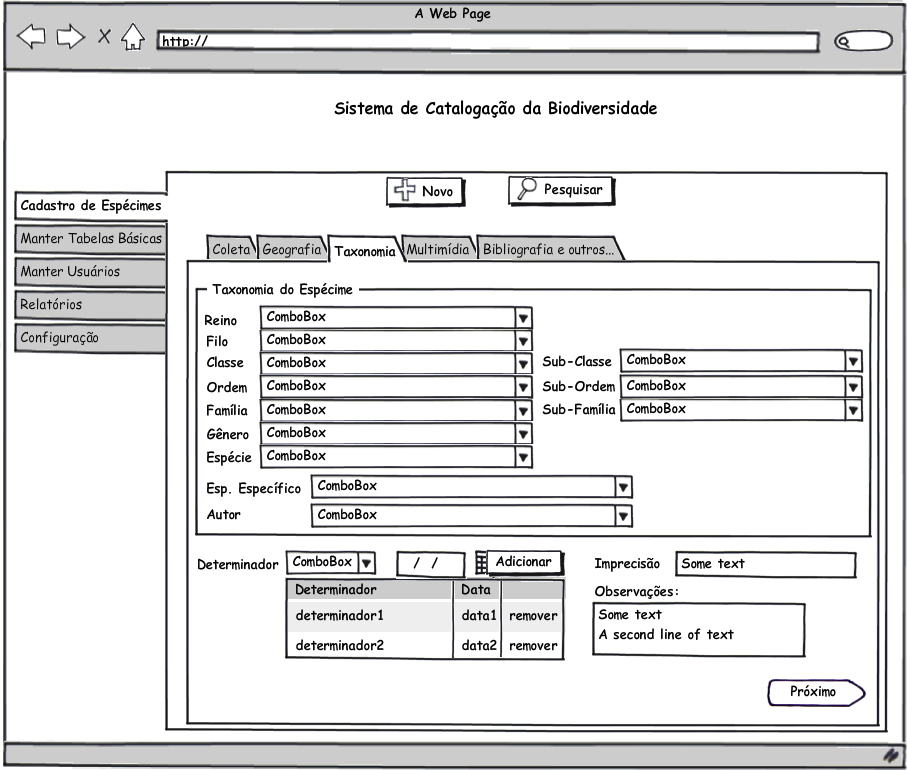 A Web Page
http://
Sistema de Catalogação da Biodiversidade
Novo Pesquisar
Cadastro de Espécimes
Manter Tabelas Básicas
Manter Usuários
Relatórios
Configuração
Coleta Geografia Taxonomia Multimídia Bibliografia e outros...
Taxonomia do Espécime
Reino ComboBox
Filo ComboBox
Classe ComboBox Sub-Classe ComboBox
Ordem ComboBox Sub-Ordem ComboBox
Família ComboBox Sub-Família ComboBox
Gênero ComboBox
Espécie ComboBox
Esp. Específico ComboBox
Autor ComboBox
Determinador ComboBox / / Adicionar Imprecisão Some text
Determinador Data
determinador1 data1 remover
determinador2 data2 remover
Observações:
Some text
A second line of text
Próximo